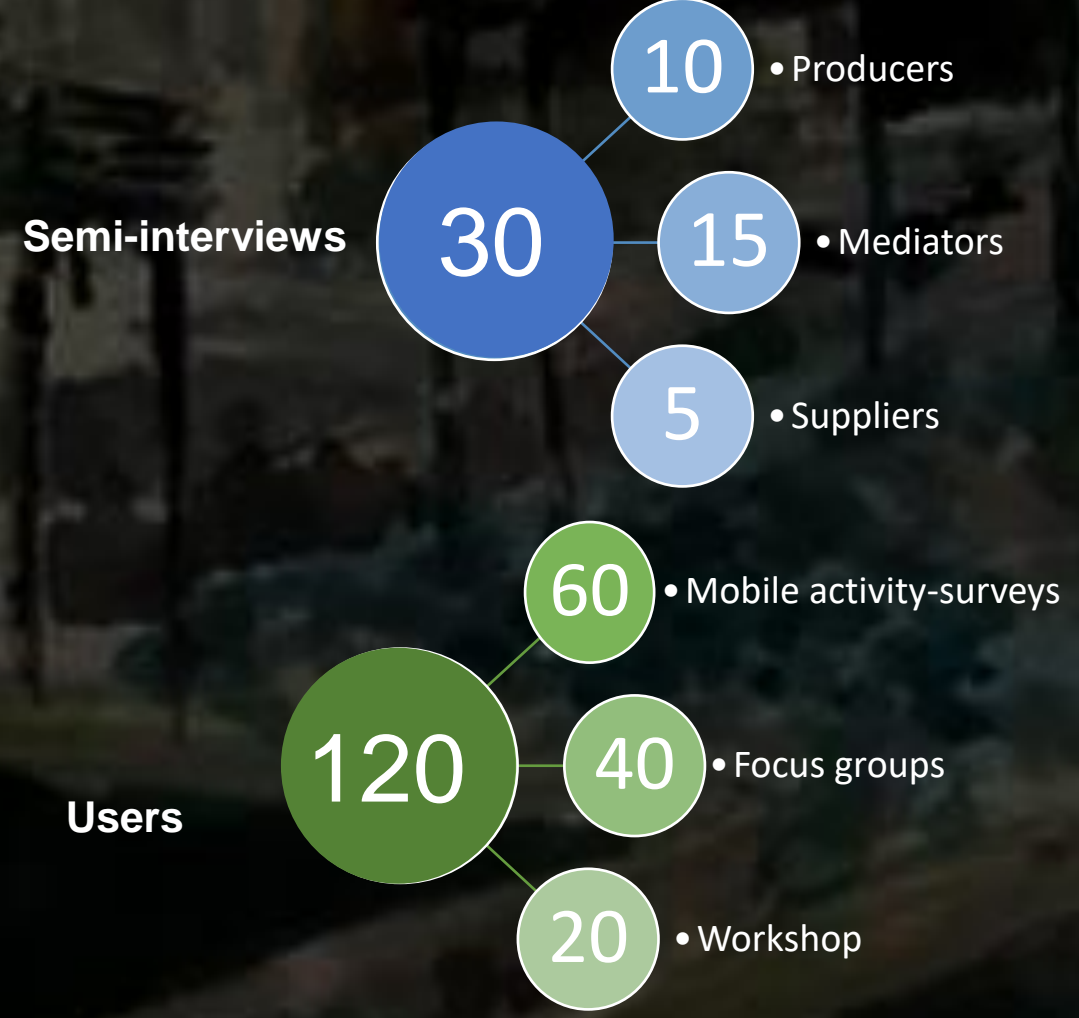 10
• Producers
Semi-interviews
30
15
• Mediators
5
• Suppliers
60
• Mobile activity-surveys
120
40
• Focus groups
Users
20
• Workshop